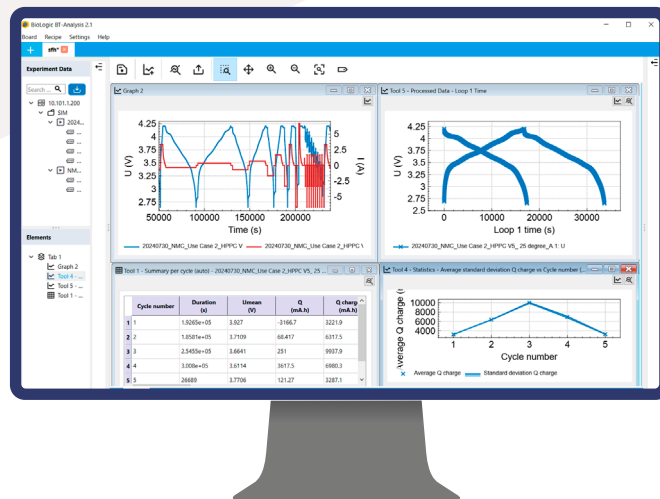 BioLogic BT-Analysis 2.1
Board Recipe Settings Help
sfh*
Experiment Data
Search ...
10.101.1.200
SIM
2024...
...
...
...
NM...
...
...
Elements
Tab 1
Graph 2
Tool 4 - ...
Tool 5 - ...
Tool 1 - ...
Graph 2
U (V)
4.25
4
3.75
3.5
3.25
3
2.75
5
2.5
0
-2.5
-5
I (A)
50000 100000 150000 200000
Time (s)
20240730_NMC_Use Case 2_HPPC V 20240730_NMC_Use Case 2_HPPC V
Tool 5 - Processed Data - Loop 1 Time
U (V)
4.25
4
3.75
3.5
3.25
3
2.75
2.5
0 10000 20000 30000
Loop 1 time (s)
20240730_NMC_Use Case 2_HPPC V5_ 25 degree_A 1: U
Tool 1 - Summary per cycle (auto) - 20240730_NMC_Use Case 2_HPPC V5_ 25 ...
Cycle number Duration (s) Umean (V) Q (mA.h) Q charg (mA.h)
1 1 1.9265e+05 3.927 -3166.7 3221.9
2 2 1.8581e+05 3.7109 68.417 6317.5
3 3 2.5455e+05 3.6641 251 9937.9
4 4 3.008e+05 3.6114 3617.5 6980.3
5 5 26689 3.7706 121.27 3287.1
Tool 4 - Statistics - Average standard deviation Q charge vs Cycle number [...
Average Q charge (
10000
8000
6000
4000
1 2 3 4 5
Cycle number
Average Q charge Standard deviation Q charge